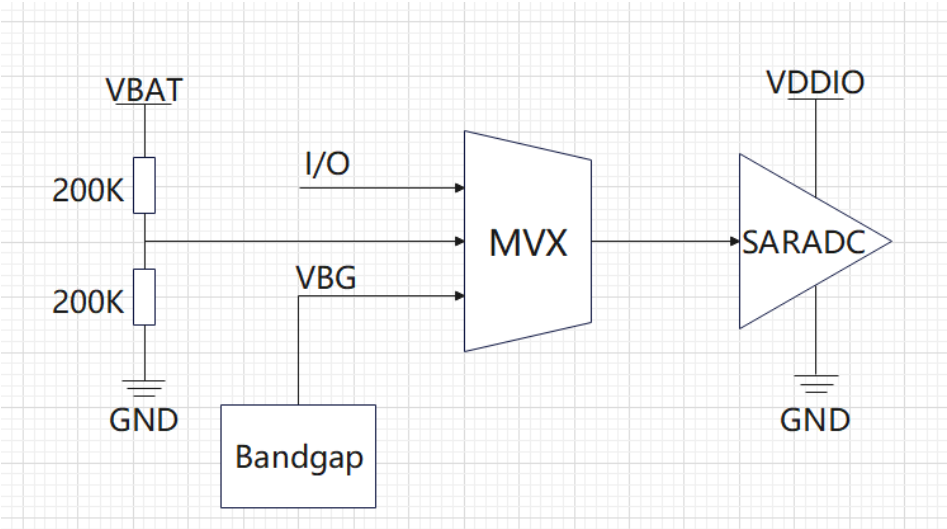 VBAT
VDDIO
I/O
200K
MVX
SARADC
VBG
200K
GND
GND
Bandgap